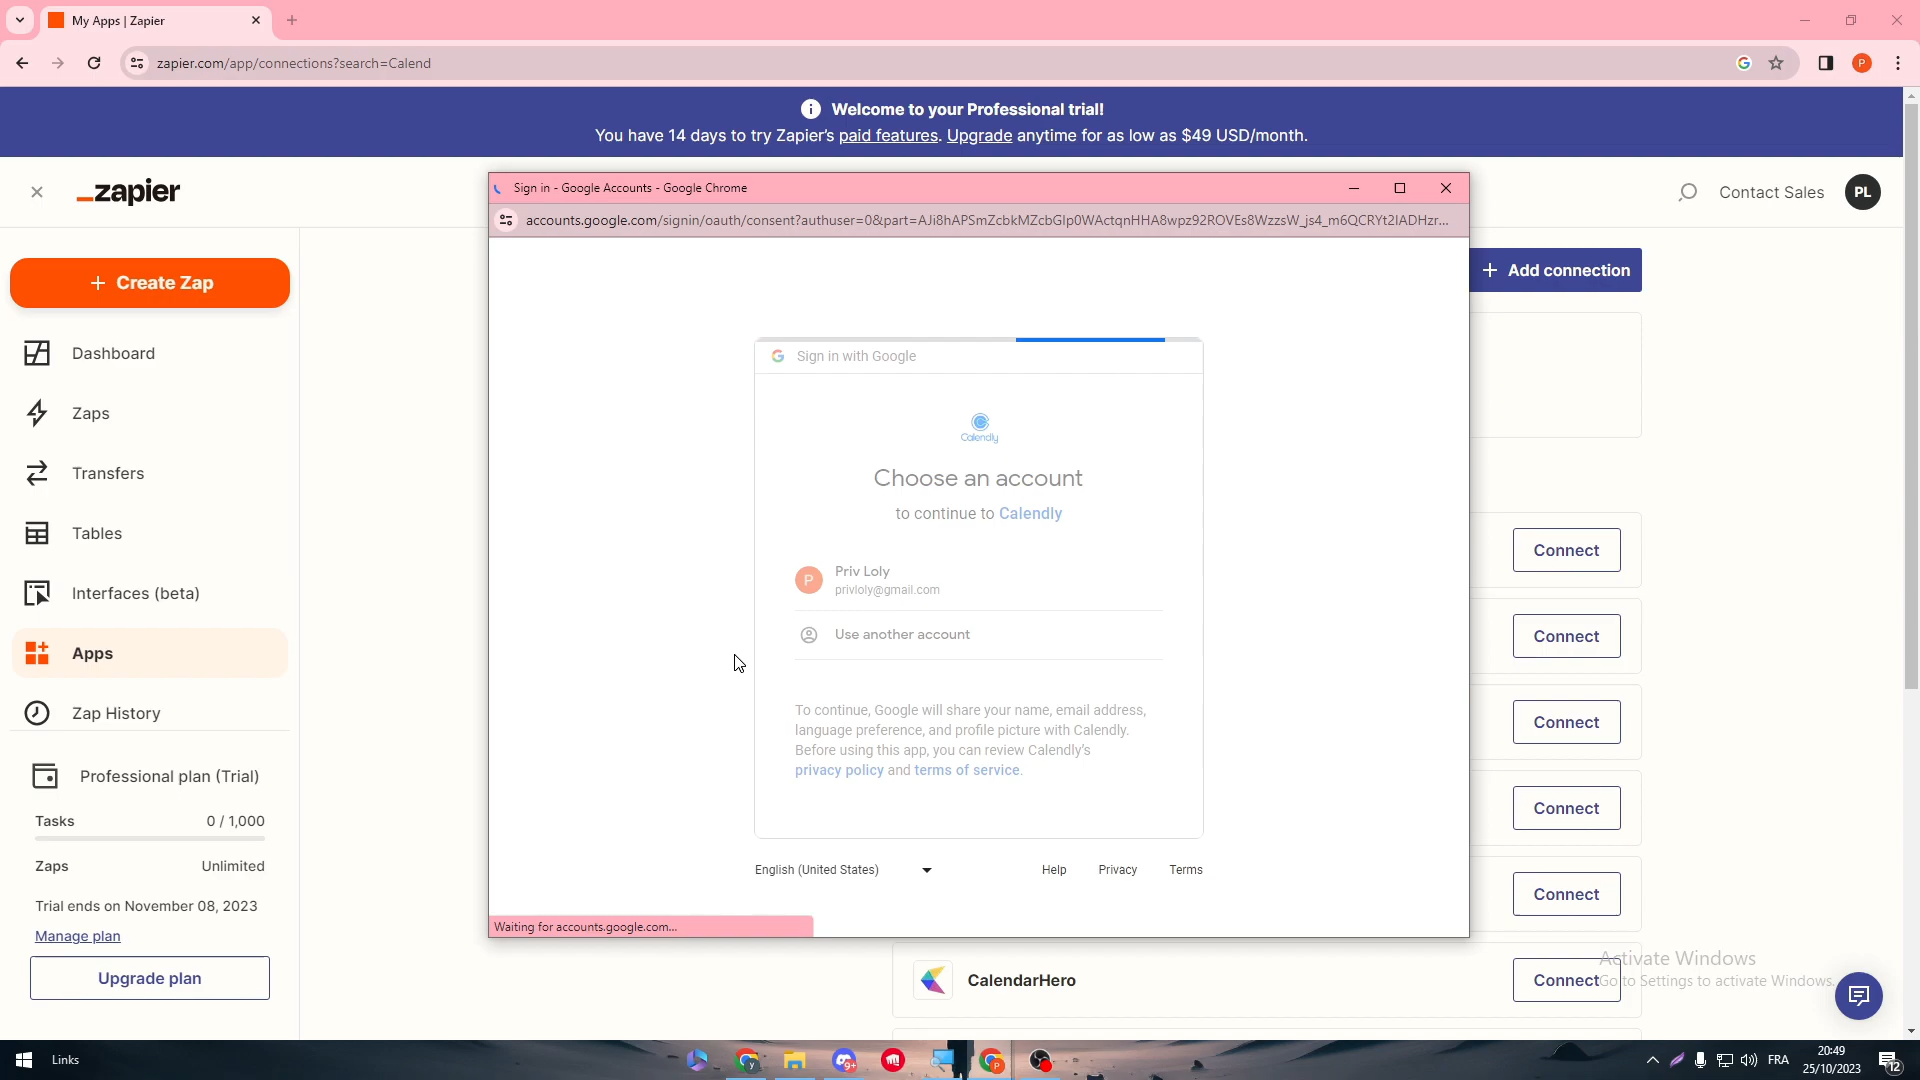 My Apps | Zapier
zapier.com/app/connections?search=Calend
P
Welcome to your Professional trial!
You have 14 days to try Zapier's paid features. Upgrade anytime for as low as $49 USD/month.
zapier
Contact Sales
PL
Create Zap
Dashboard
Zaps
Transfers
Tables
Interfaces (beta)
Apps
Zap History
Professional plan (Trial)
Tasks 0 / 1,000
Zaps Unlimited
Trial ends on November 08, 2023
Manage plan
Upgrade plan
Sign in - Google Accounts - Google Chrome
accounts.google.com/signin/oauth/consent?authuser=0&part=AJi8hAPSmZcbkMZcbGlp0WActqnHHA8wpz92ROVEs8WzzsW_js4_m6QCRYt2IADHzr...
Sign in with Google
Calendly
Choose an account
to continue to Calendly
P
Priv Loly
privloly@gmail.com
Use another account
To continue, Google will share your name, email address,
language preference, and profile picture with Calendly.
Before using this app, you can review Calendly's
privacy policy and terms of service.
English (United States)
Help Privacy Terms
Waiting for accounts.google.com...
Add connection
Connect
Connect
Connect
Connect
Connect
CalendarHero
Connect
Activate Windows
Go to Settings to activate Windows.
Links
y
9+
P
FRA
20:49
25/10/2023
12